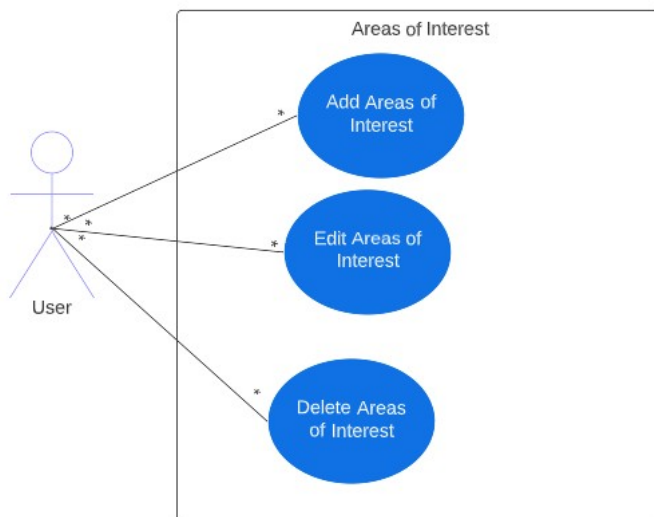 Areas of Interest
Add Areas of
Interest
*
*
*
*
Edit Areas of
Interest
*
User
*
Delete Areas
of Interest